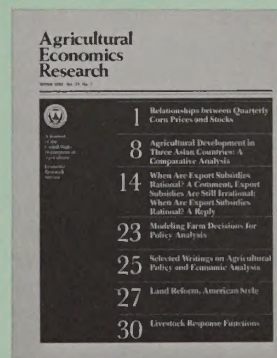 Agricultural
Economics
Research
1
Relationships between Quarterly
Corn Prices and Stocks
8
Agricultural Development in
Three Asian Countries: A
Comparative Analysis
14
When Are Export Subsidies
Rational? A Comment, Export
Subsidies Are Still Irrational:
When Are Export Subsidies
Rational? A Reply
23
Modeling Farm Decisions for
Policy Analysis
25
Selected Writings on Agricultural
Policy and Economic Analysis
27
Land Reform, American Style
30
Livestock Response Functions